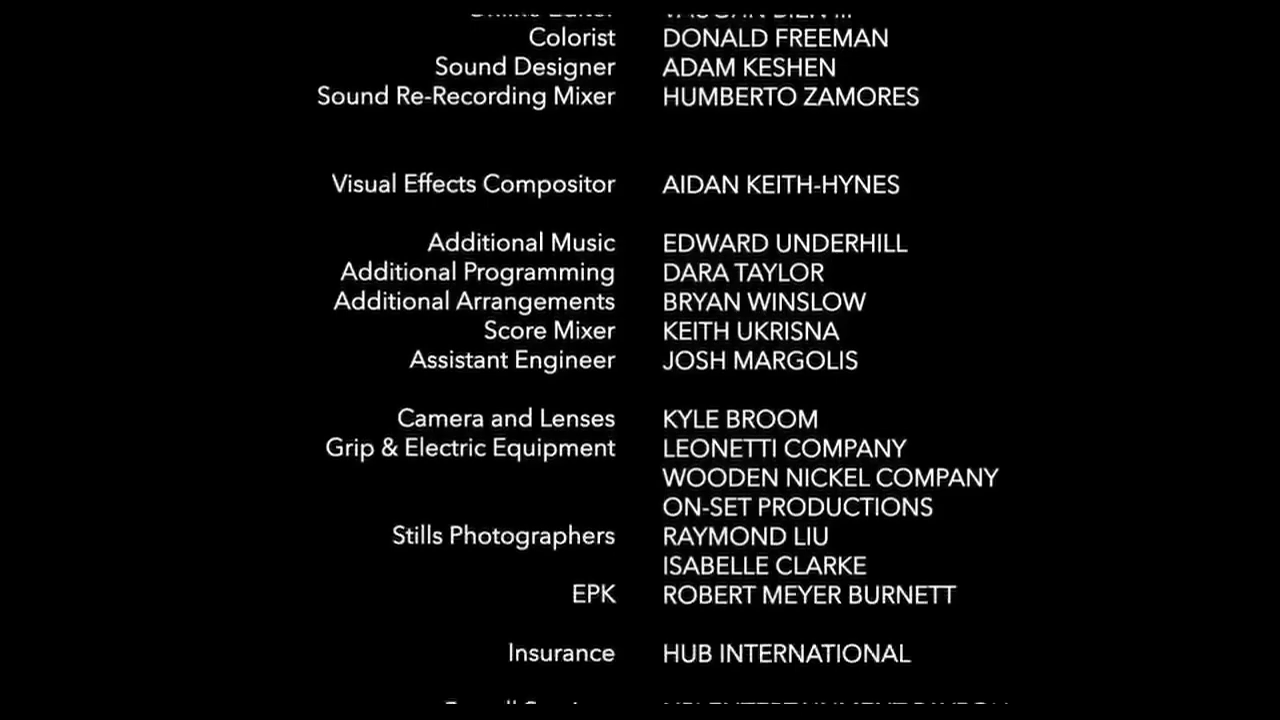 Colorist DONALD FREEMAN
Sound Designer ADAM KESHEN
Sound Re-Recording Mixer HUMBERTO ZAMORES
Visual Effects Compositor AIDAN KEITH-HYNES
Additional Music EDWARD UNDERHILL
Additional Programming DARA TAYLOR
Additional Arrangements BRYAN WINSLOW
Score Mixer KEITH UKRISNA
Assistant Engineer JOSH MARGOLIS
Camera and Lenses KYLE BROOM
Grip & Electric Equipment LEONETTI COMPANY
WOODEN NICKEL COMPANY
ON-SET PRODUCTIONS
Stills Photographers RAYMOND LIU
ISABELLE CLARKE
EPK ROBERT MEYER BURNETT
Insurance HUB INTERNATIONAL